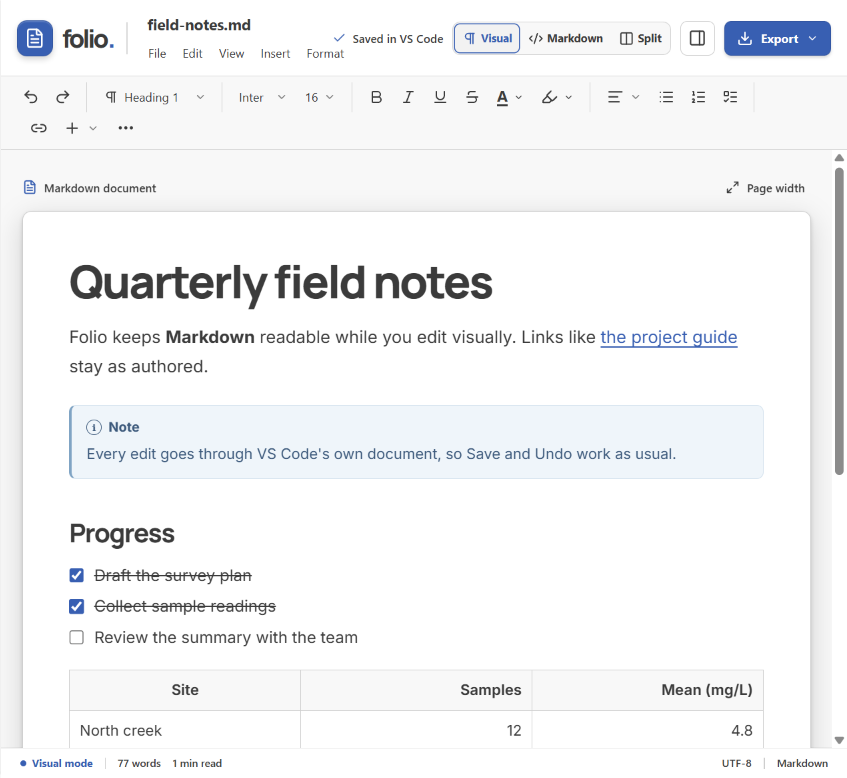 folio.
field-notes.md
File Edit View Insert Format
Saved in VS Code
Visual
Markdown
Split
Export
Heading 1
Inter
16
B I U S A
Markdown document
Page width
Quarterly field notes
Folio keeps Markdown readable while you edit visually. Links like the project guide
stay as authored.
Note
Every edit goes through VS Code's own document, so Save and Undo work as usual.
Progress
Draft the survey plan
Collect sample readings
Review the summary with the team
Site Samples Mean (mg/L)
North creek 12 4.8
Visual mode 77 words 1 min read UTF-8 Markdown